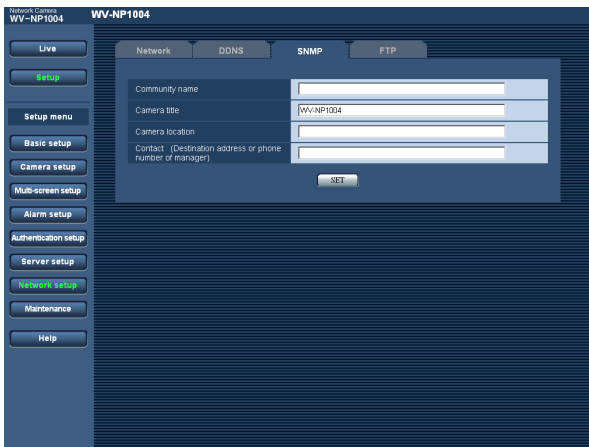 Network Camera
WV-NP1004
WV-NP1004
Live
Setup
Setup menu
Basic setup
Camera setup
Multi-screen setup
Alarm setup
Authentication setup
Server setup
Network setup
Maintenance
Help
Network DDNS SNMP FTP
Community name
Camera title WV-NP1004
Camera location
Contact (Destination address or phone
number of manager)
SET